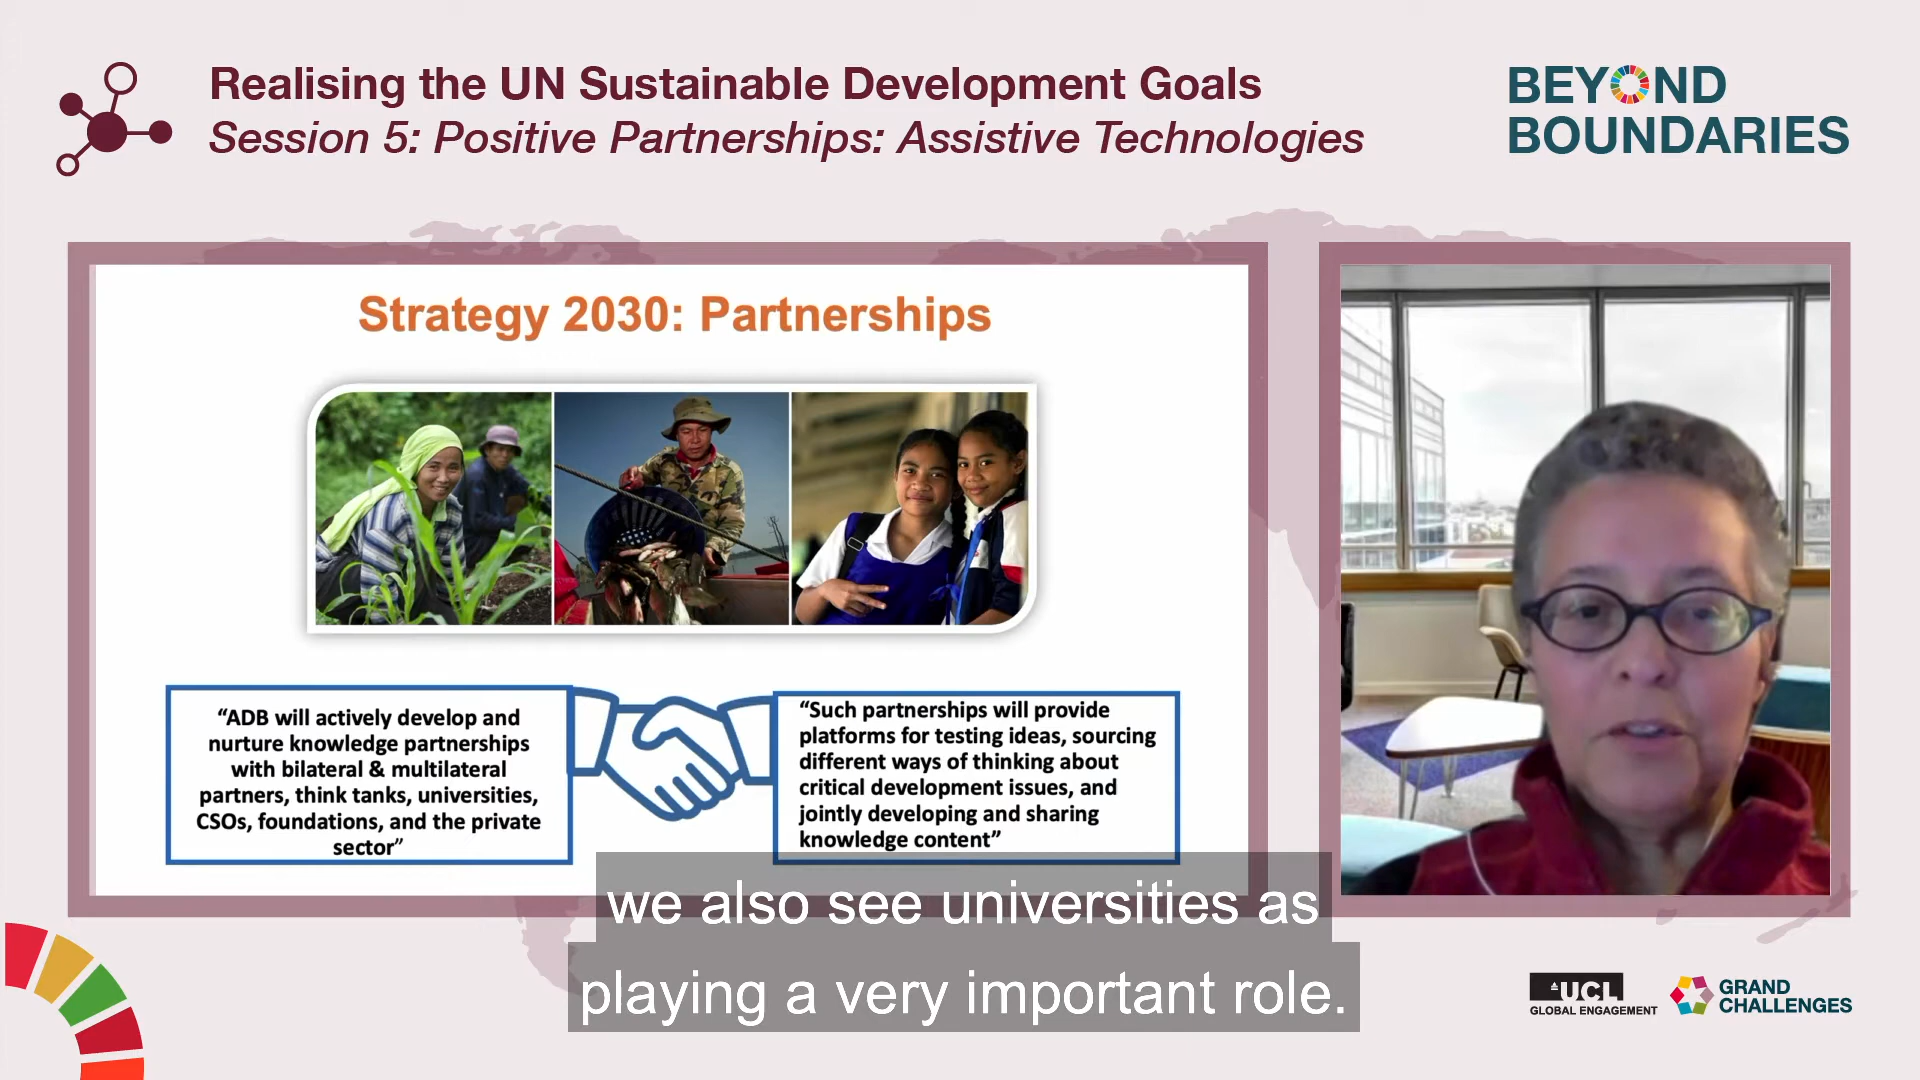 Realising the UN Sustainable Development Goals
Session 5: Positive Partnerships: Assistive Technologies
BEYOND
BOUNDARIES
Strategy 2030: Partnerships
“ADB will actively develop and
nurture knowledge partnerships
with bilateral & multilateral
partners, think tanks, universities,
CSOs, foundations, and the private
sector”
“Such partnerships will provide
platforms for testing ideas, sourcing
different ways of thinking about
critical development issues, and
jointly developing and sharing
knowledge content”
we also see universities as
playing a very important role.
UCL
GLOBAL ENGAGEMENT
GRAND
CHALLENGES